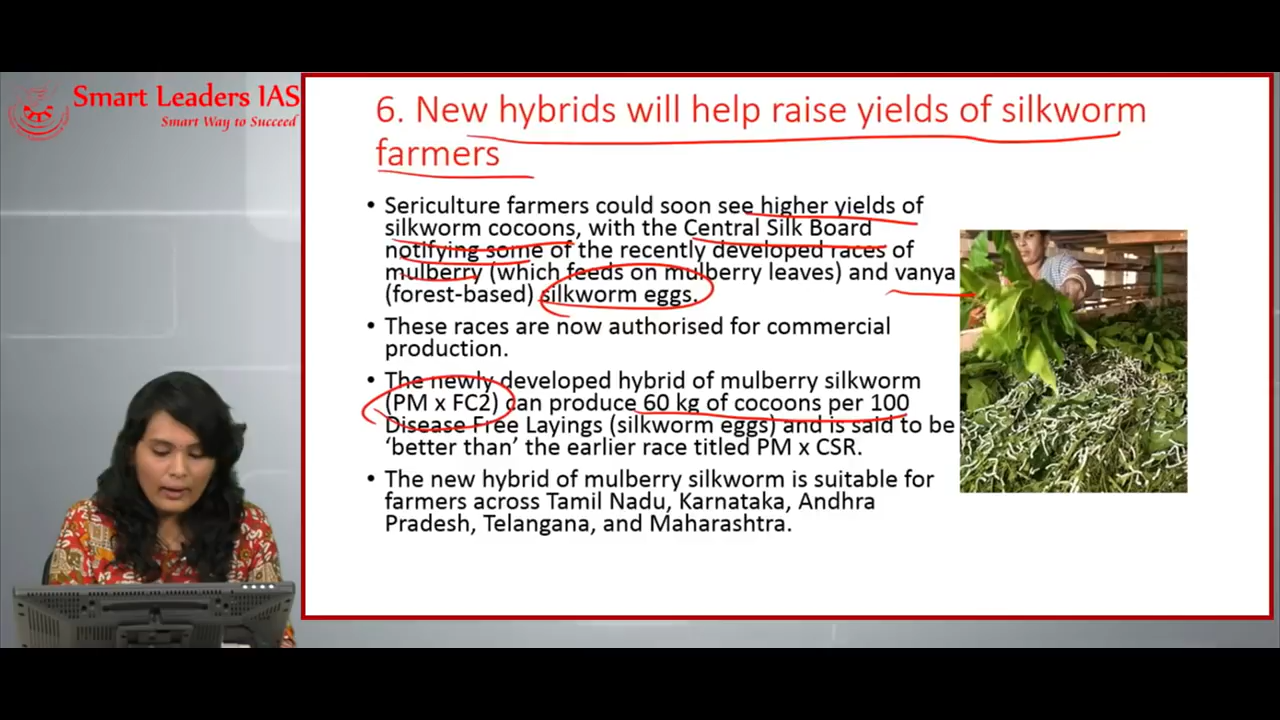 Smart Leaders IAS
Smart Way to Succeed
6. New hybrids will help raise yields of silkworm
farmers
• Sericulture farmers could soon see higher yields of
silkworm cocoons, with the Central Silk Board
notifying some of the recently developed races of
mulberry (which feeds on mulberry leaves) and vanya
(forest-based) silkworm eggs.
• These races are now authorised for commercial
production.
• The newly developed hybrid of mulberry silkworm
(PM x FC2) can produce 60 kg of cocoons per 100
Disease Free Layings (silkworm eggs) and is said to be
‘better than’ the earlier race titled PM x CSR.
• The new hybrid of mulberry silkworm is suitable for
farmers across Tamil Nadu, Karnataka, Andhra
Pradesh, Telangana, and Maharashtra.